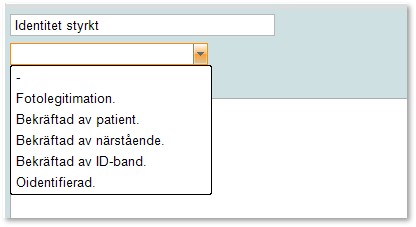 Identitet styrkt
-
Fotolegitimation.
Bekräftad av patient.
Bekräftad av närstående.
Bekräftad av ID-band.
Oidentifierad.